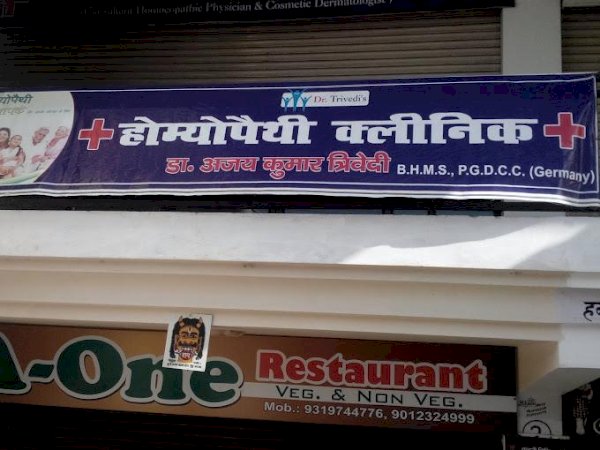 Homoeopathic Physician & Cosmetic Dermatologist
Dr. Trivedi's
होम्योपैथी क्लीनिक
डा. अजय कुमार त्रिवेदी B.H.M.S., P.G.D.C.C. (Germany)
A-One Restaurant
VEG. & NON VEG.
Mob.: 9319744776, 9012324999